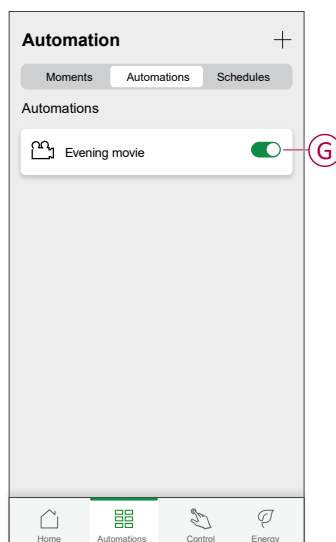 Automation
Moments Automations Schedules
Automations
Evening movie
G
Home Automations Control Energy